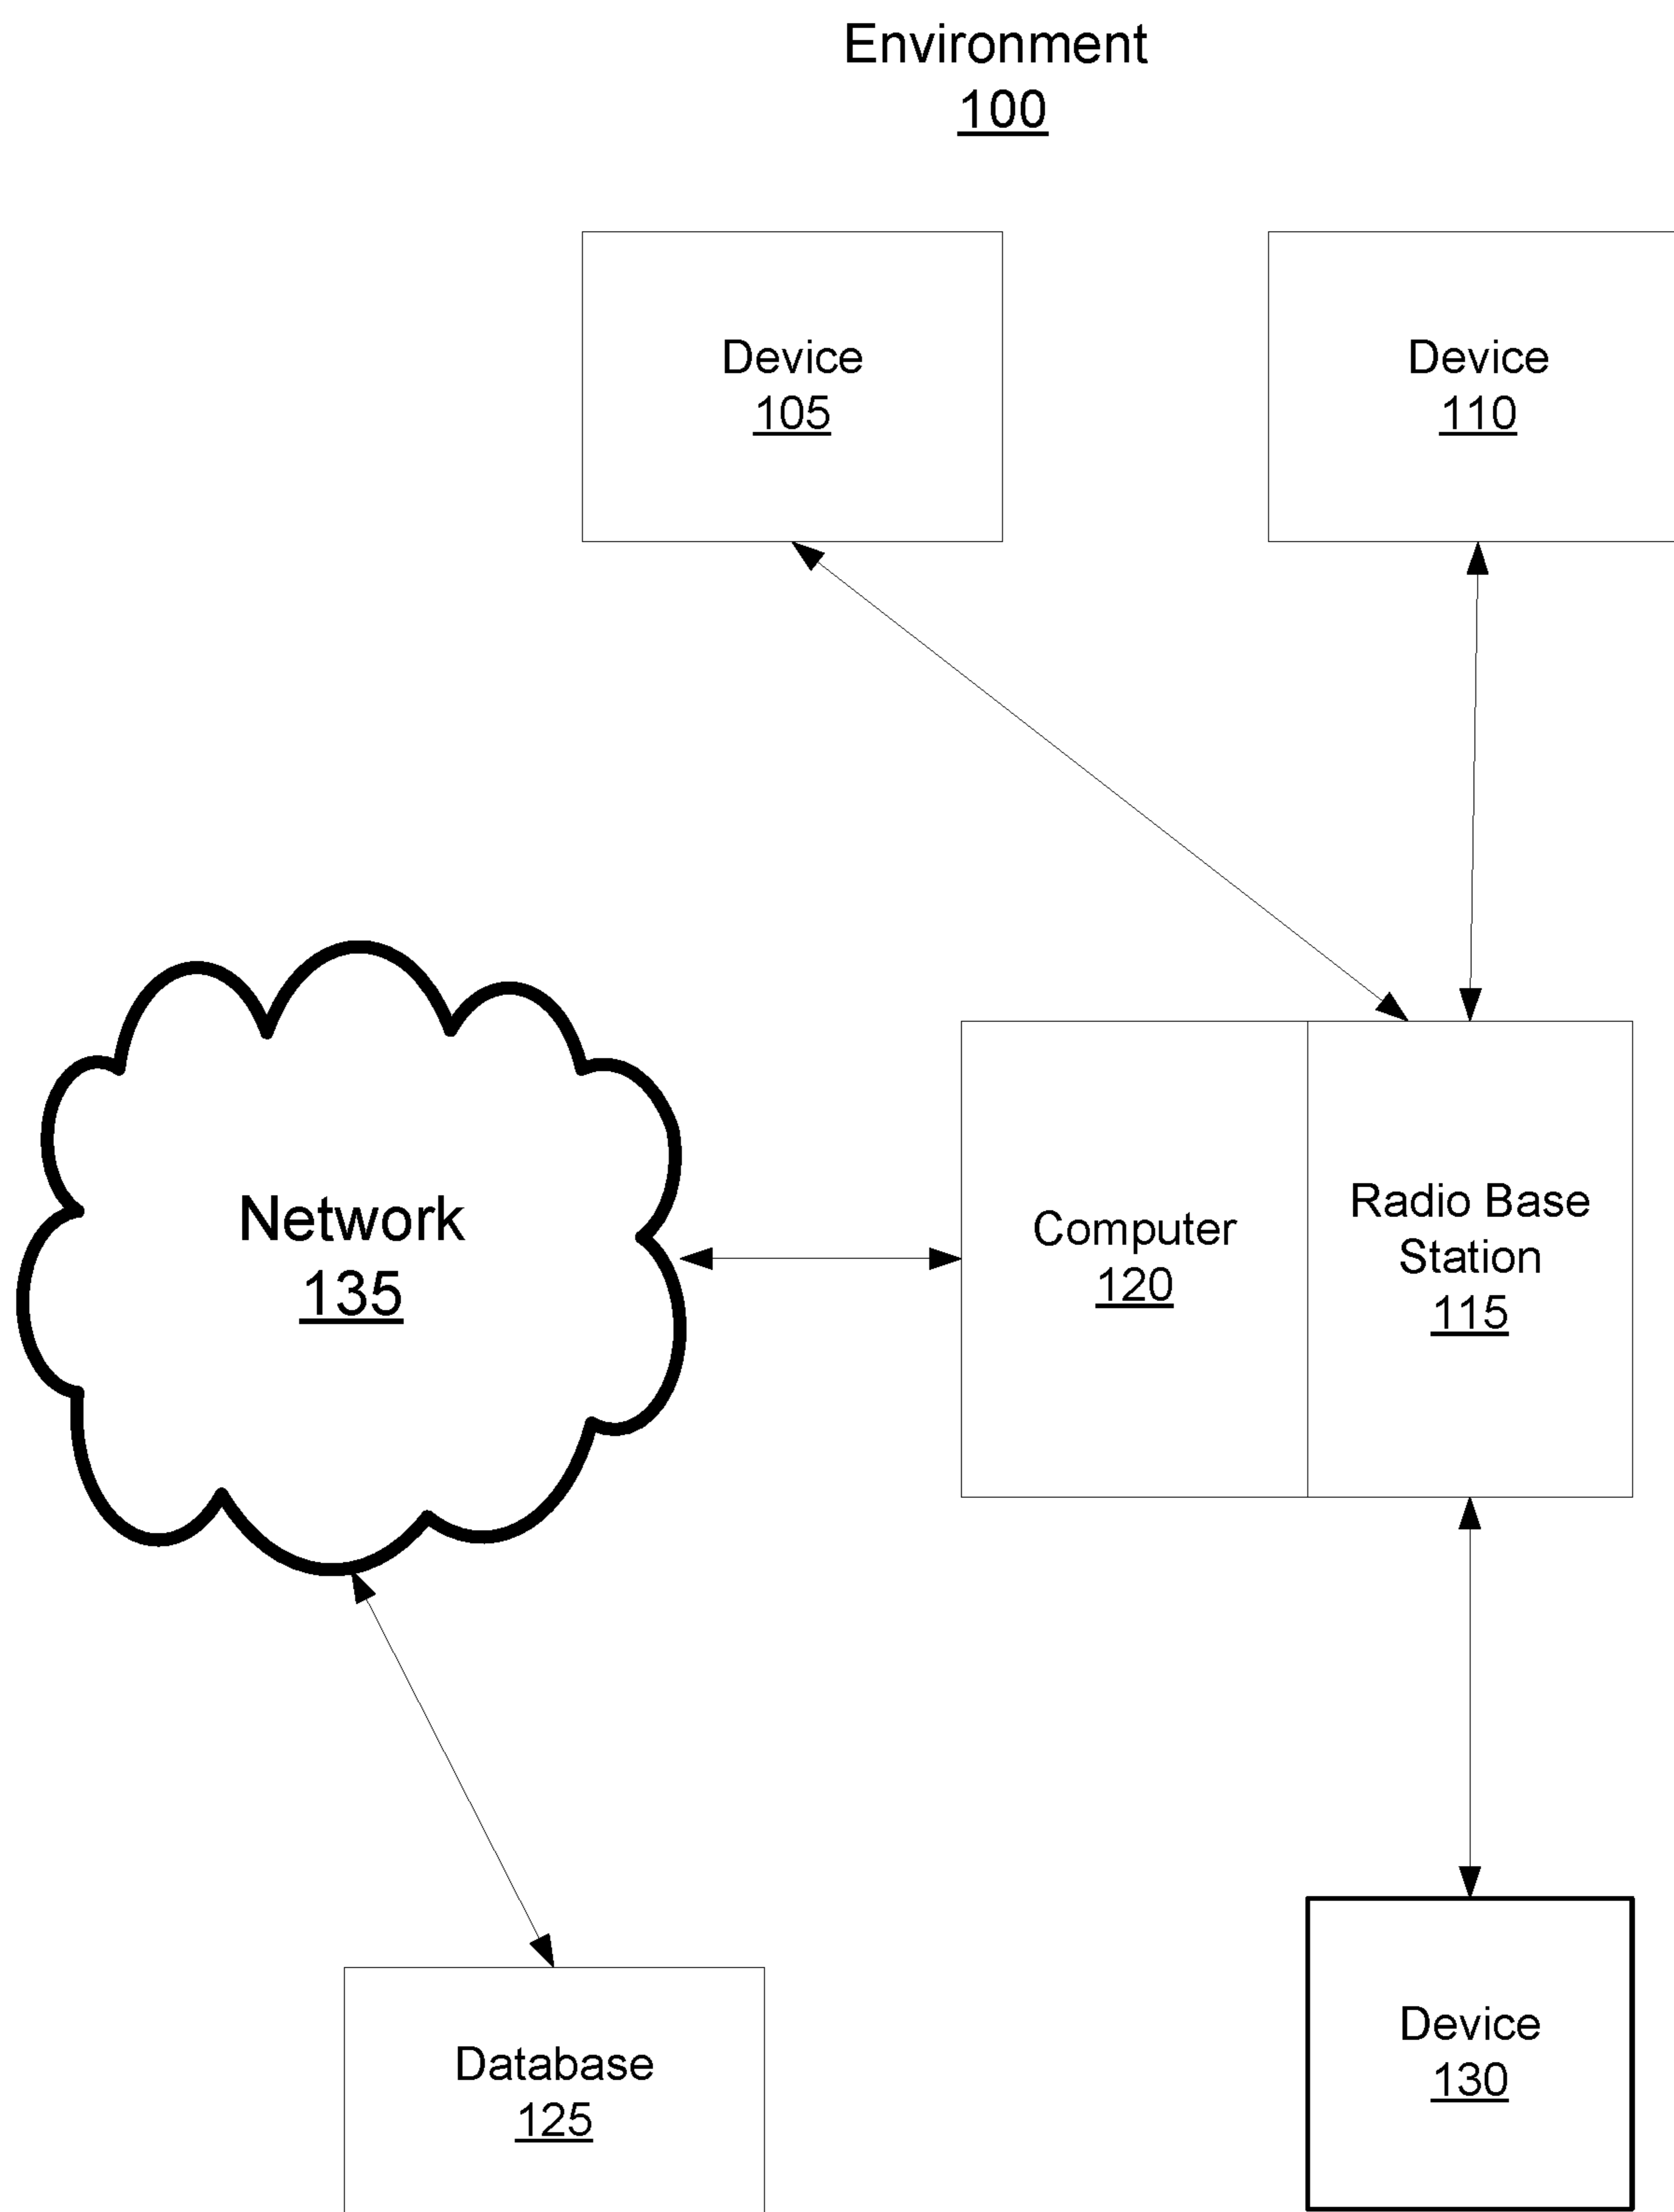 Environment
100
Device
105
Device
110
Network
135
Computer
120
Radio Base
Station
115
Database
125
Device
130